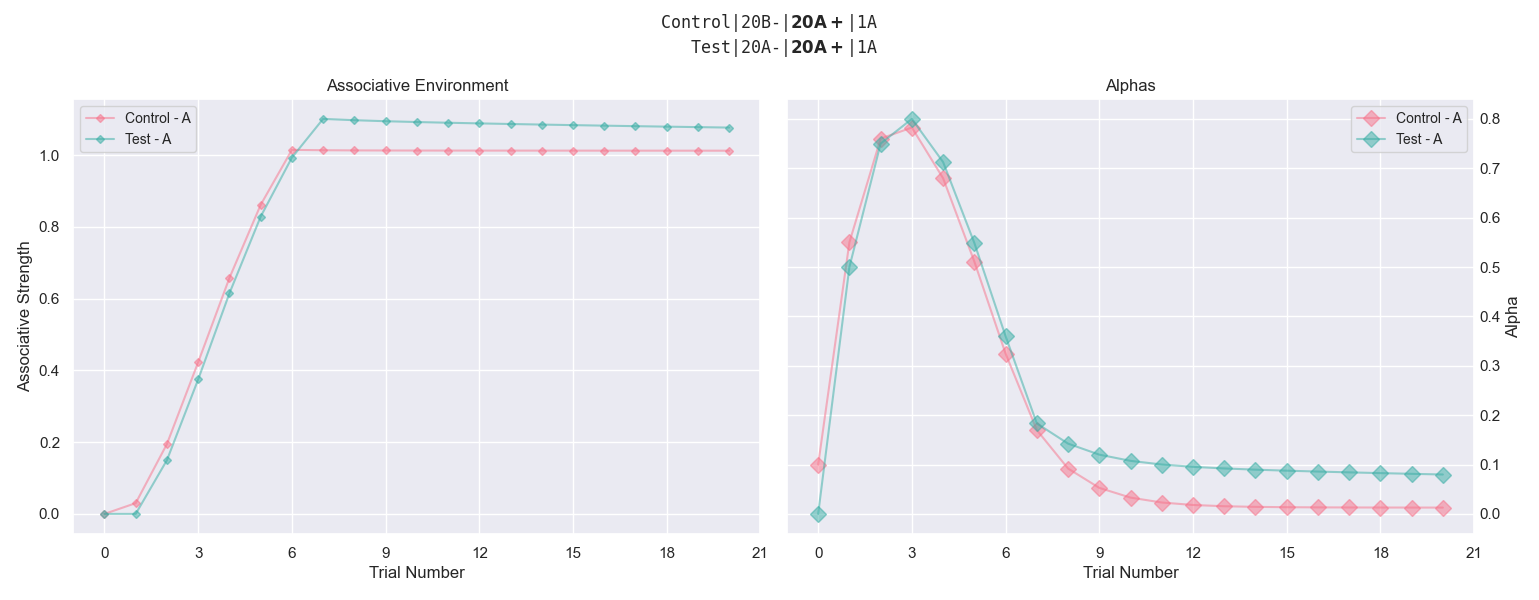 Control|20B-|20A+|1A
Test|20A-|20A+|1A
Associative Environment
Control - A
Test - A
1.0
0.8
0.6
0.4
0.2
0.0
Associative Strength
0 3 6 9 12 15 18 21
Trial Number
Alphas
Control - A
Test - A
0.8
0.7
0.6
0.5
0.4
0.3
0.2
0.1
0.0
Alpha
0 3 6 9 12 15 18 21
Trial Number